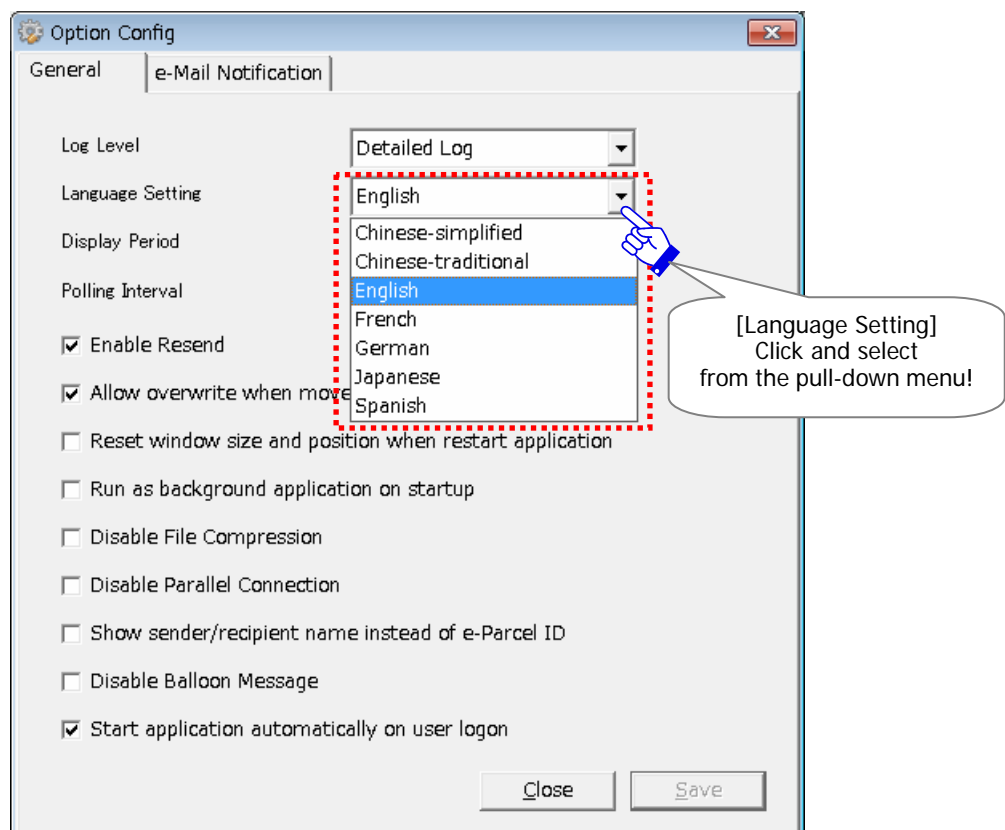 Option Config
General
e-Mail Notification
Log Level
Detailed Log
Language Setting
English
Display Period
Chinese-simplified
Chinese-traditional
Polling Interval
English
French
German
Japanese
Spanish
[Language Setting]
Click and select
from the pull-down menu!
Enable Resend
Allow overwrite when move
Reset window size and position when restart application
Run as background application on startup
Disable File Compression
Disable Parallel Connection
Show sender/recipient name instead of e-Parcel ID
Disable Balloon Message
Start application automatically on user logon
Close
Save